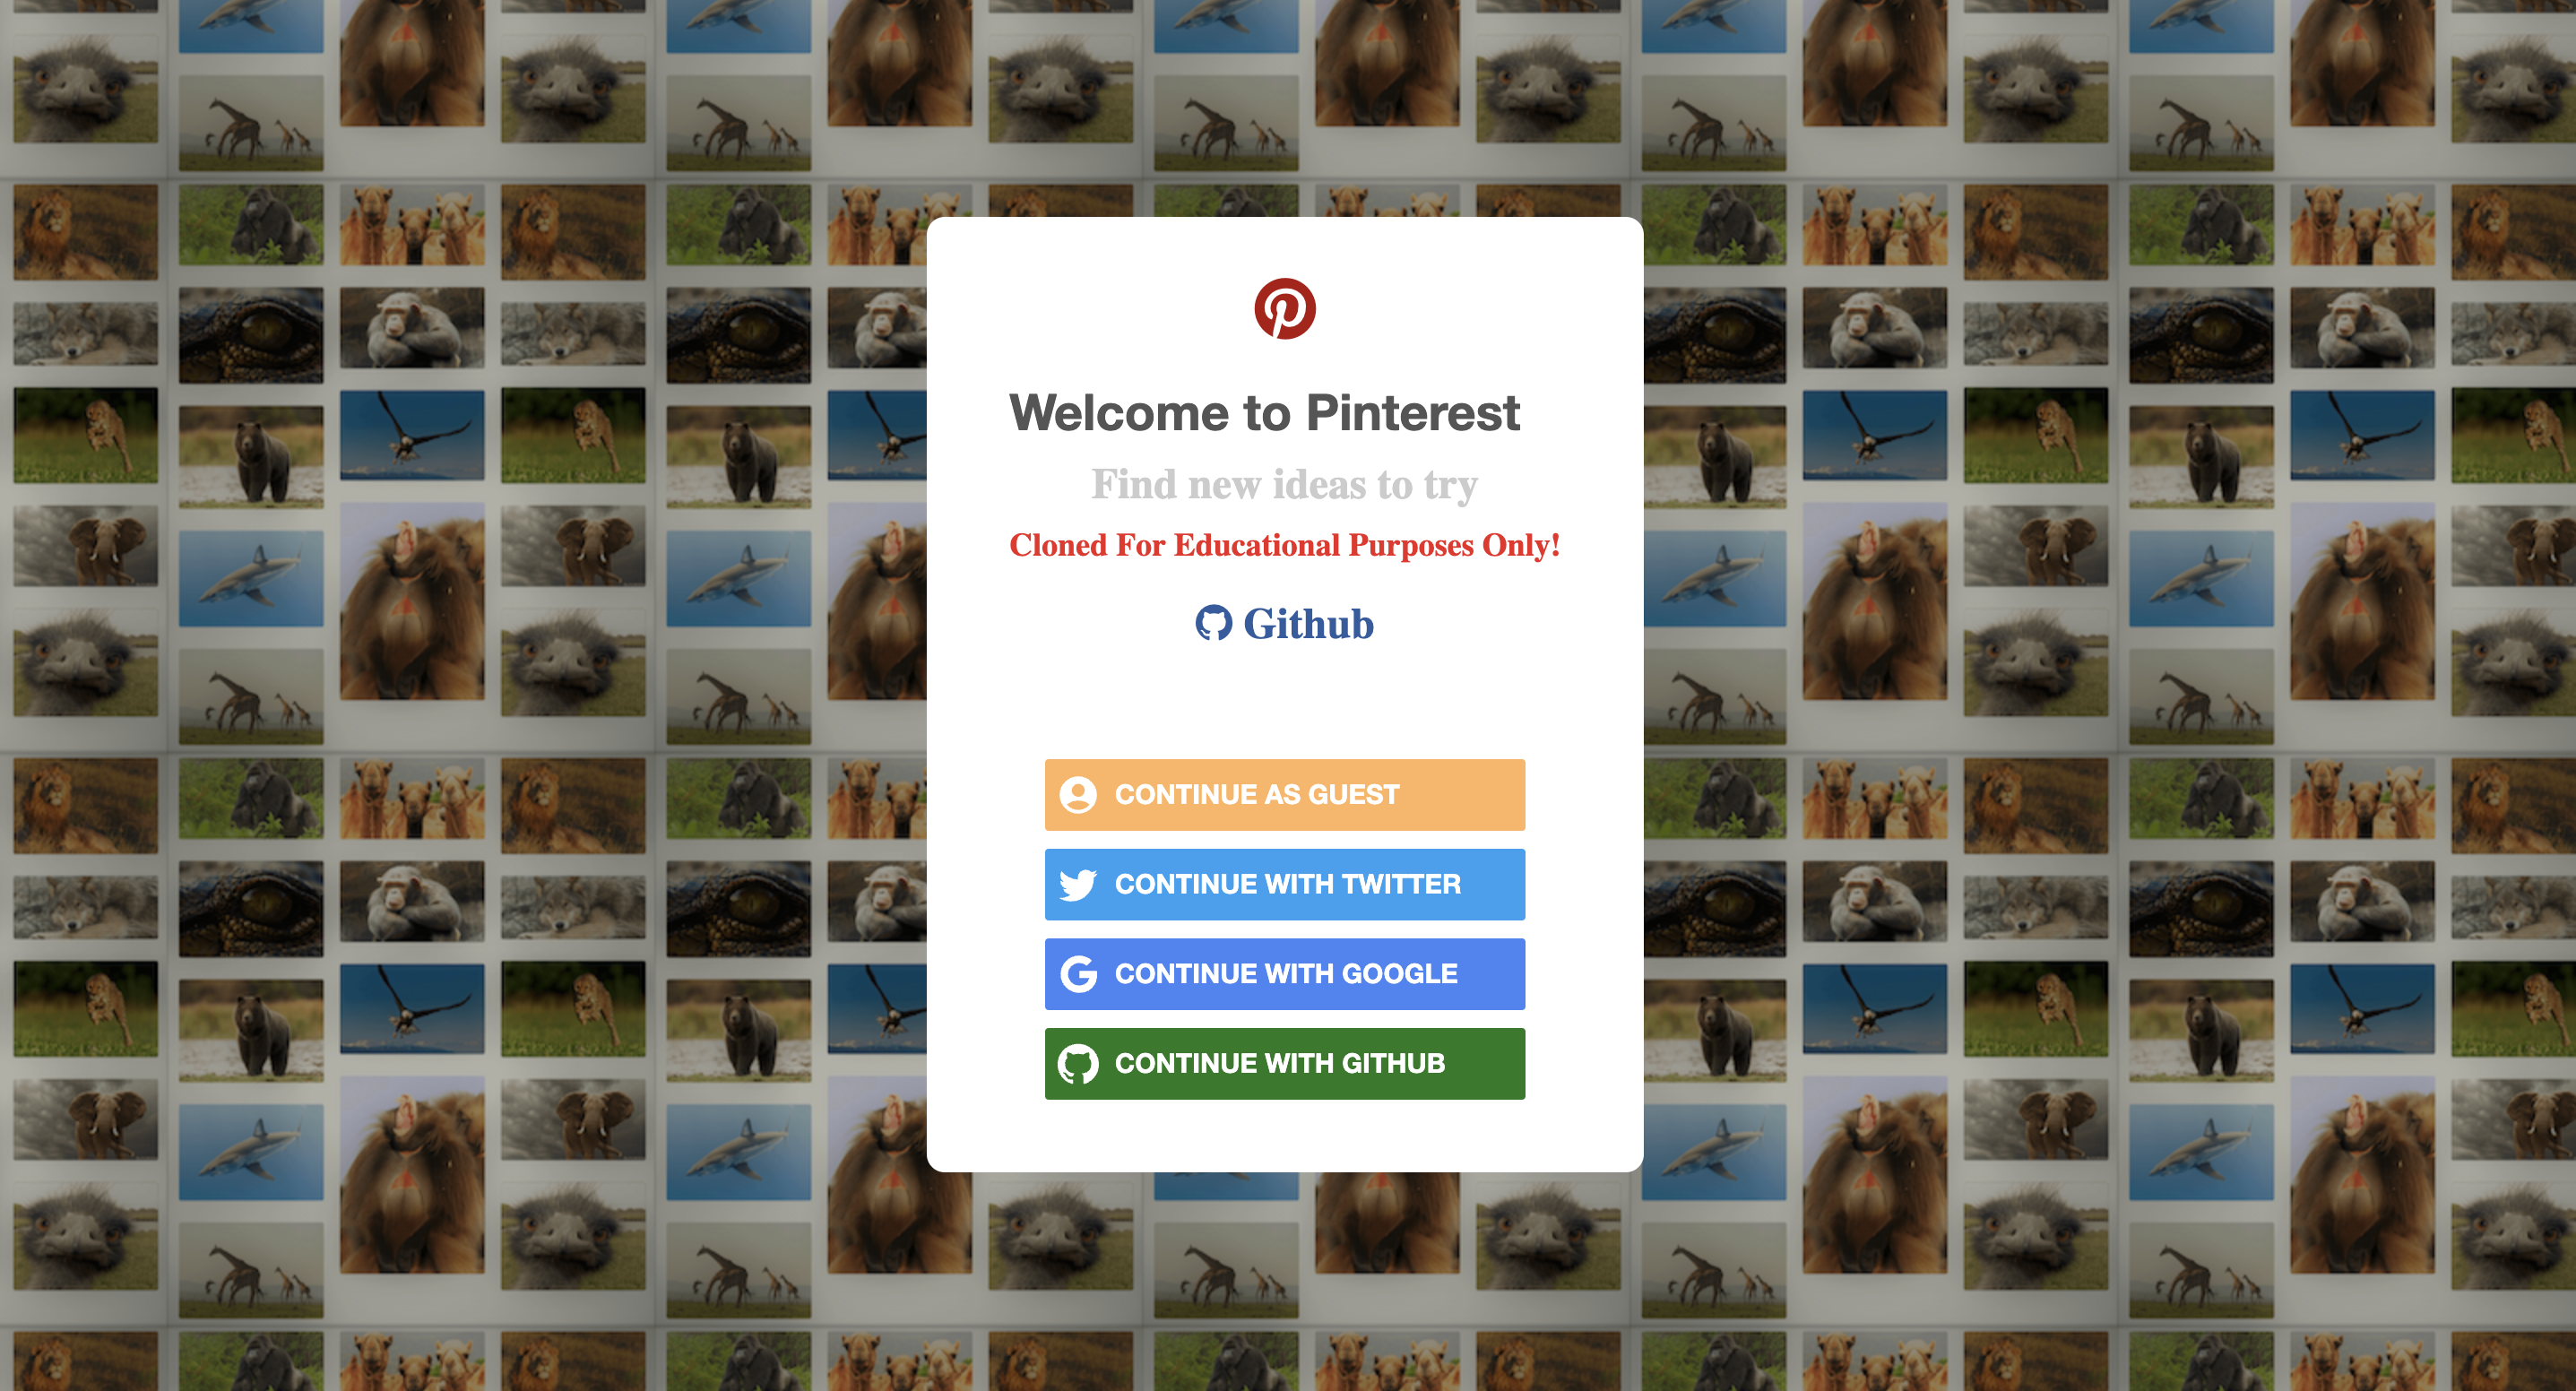 Welcome to Pinterest
Find new ideas to try
Cloned For Educational Purposes Only!
Github
CONTINUE AS GUEST
CONTINUE WITH TWITTER
CONTINUE WITH GOOGLE
CONTINUE WITH GITHUB